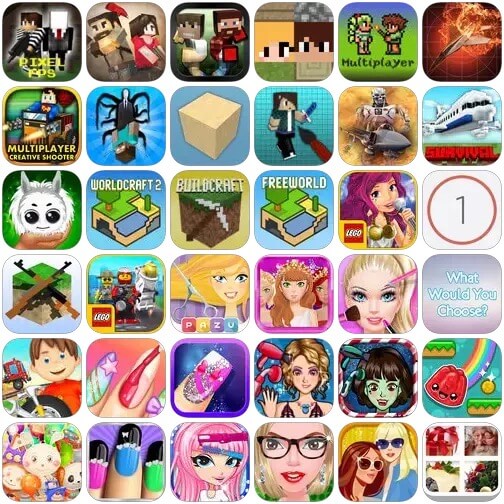 PIXEL
FPS
Multiplayer
MULTIPLAYER
CREATIVE SHOOTER
SURVIVAL
WORLDCRAFT 2
BUILDCRAFT
FREEWORLD
LEGO
1
LEGO
PAZU
What
Would You
Choose?